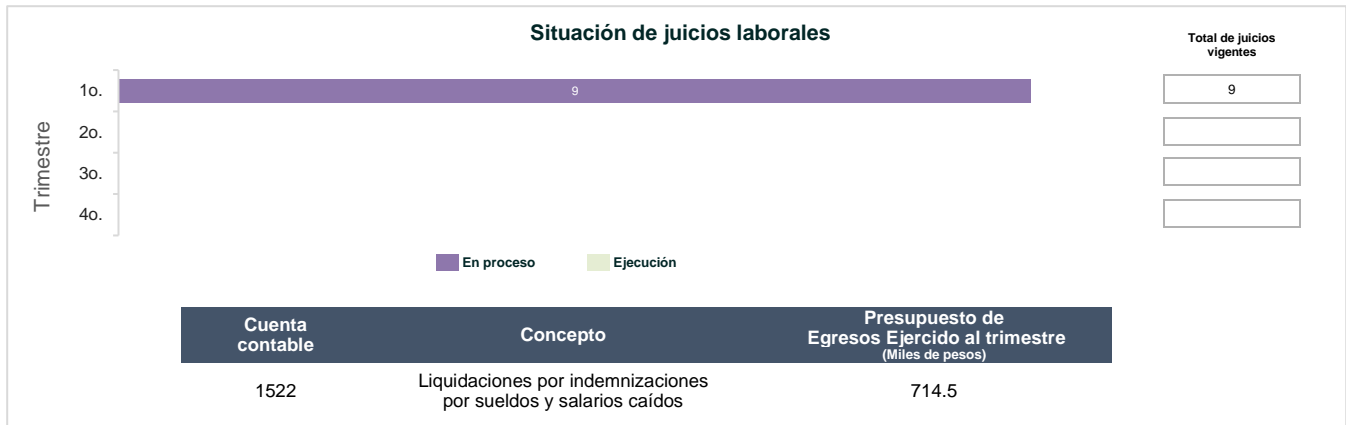 Situación de juicios laborales
Total de juicios
vigentes
Trimestre
1o.
9
9
2o.
3o.
4o.
En proceso
Ejecución
Cuenta
contable
Concepto
Presupuesto de
Egresos Ejercido al trimestre
(Miles de pesos)
1522
Liquidaciones por indemnizaciones
por sueldos y salarios caídos
714.5